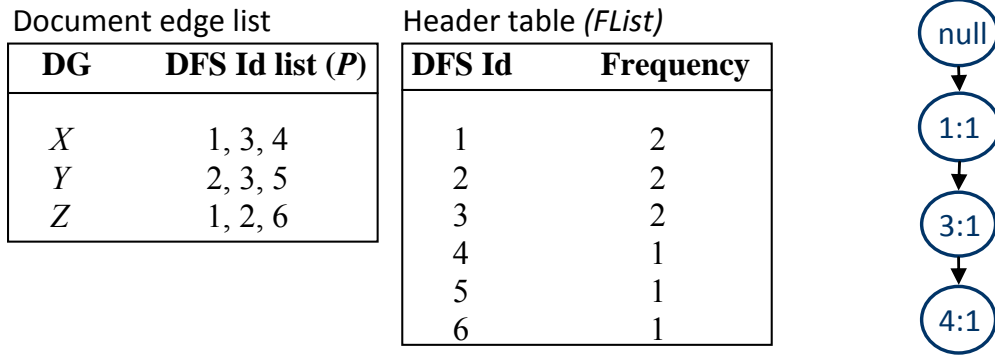 Document edge list
DG DFS Id list (P)
X 1, 3, 4
Y 2, 3, 5
Z 1, 2, 6
Header table (FList)
DFS Id Frequency
1 2
2 2
3 2
4 1
5 1
6 1
null
1:1
3:1
4:1